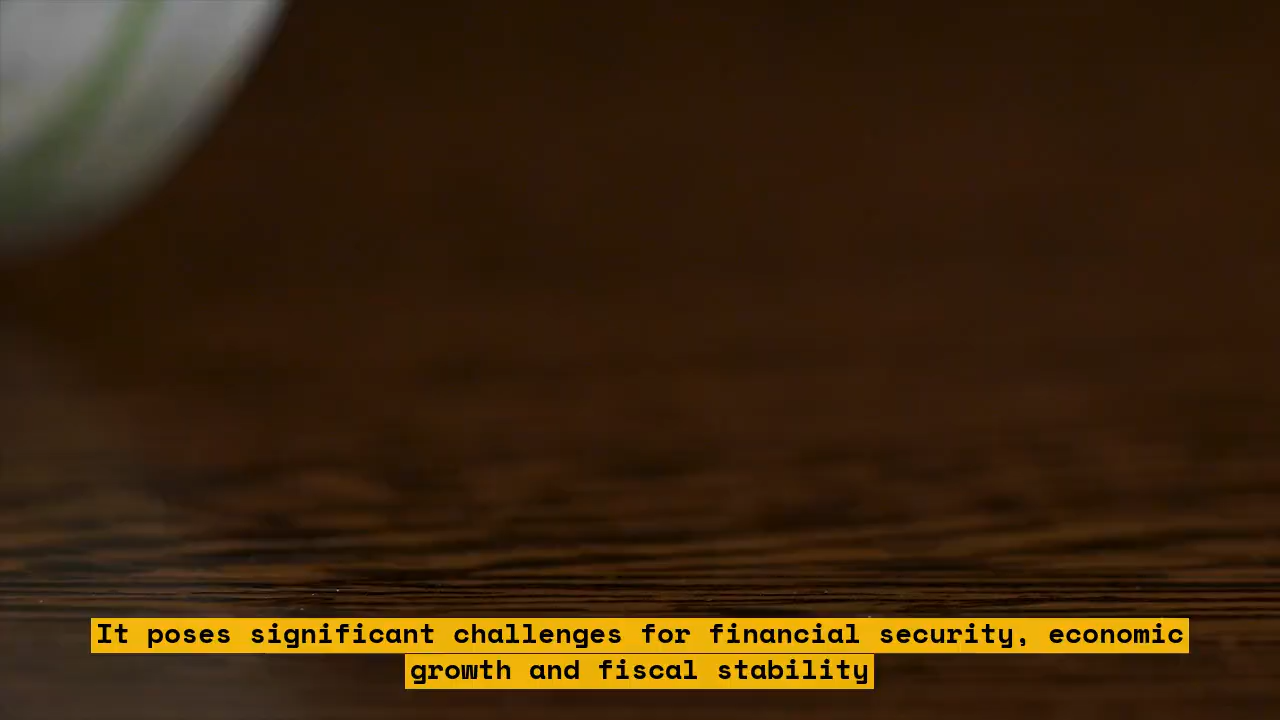 It poses significant challenges for financial security, economic
growth and fiscal stability